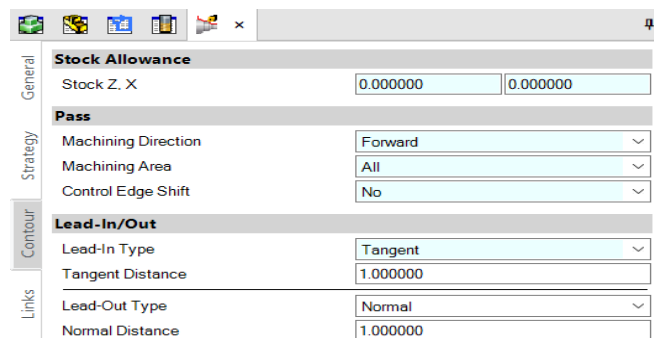 General
Strategy
Contour
Links
Stock Allowance
Stock Z, X 0.000000 0.000000
Pass
Machining Direction Forward
Machining Area All
Control Edge Shift No
Lead-In/Out
Lead-In Type Tangent
Tangent Distance 1.000000
Lead-Out Type Normal
Normal Distance 1.000000